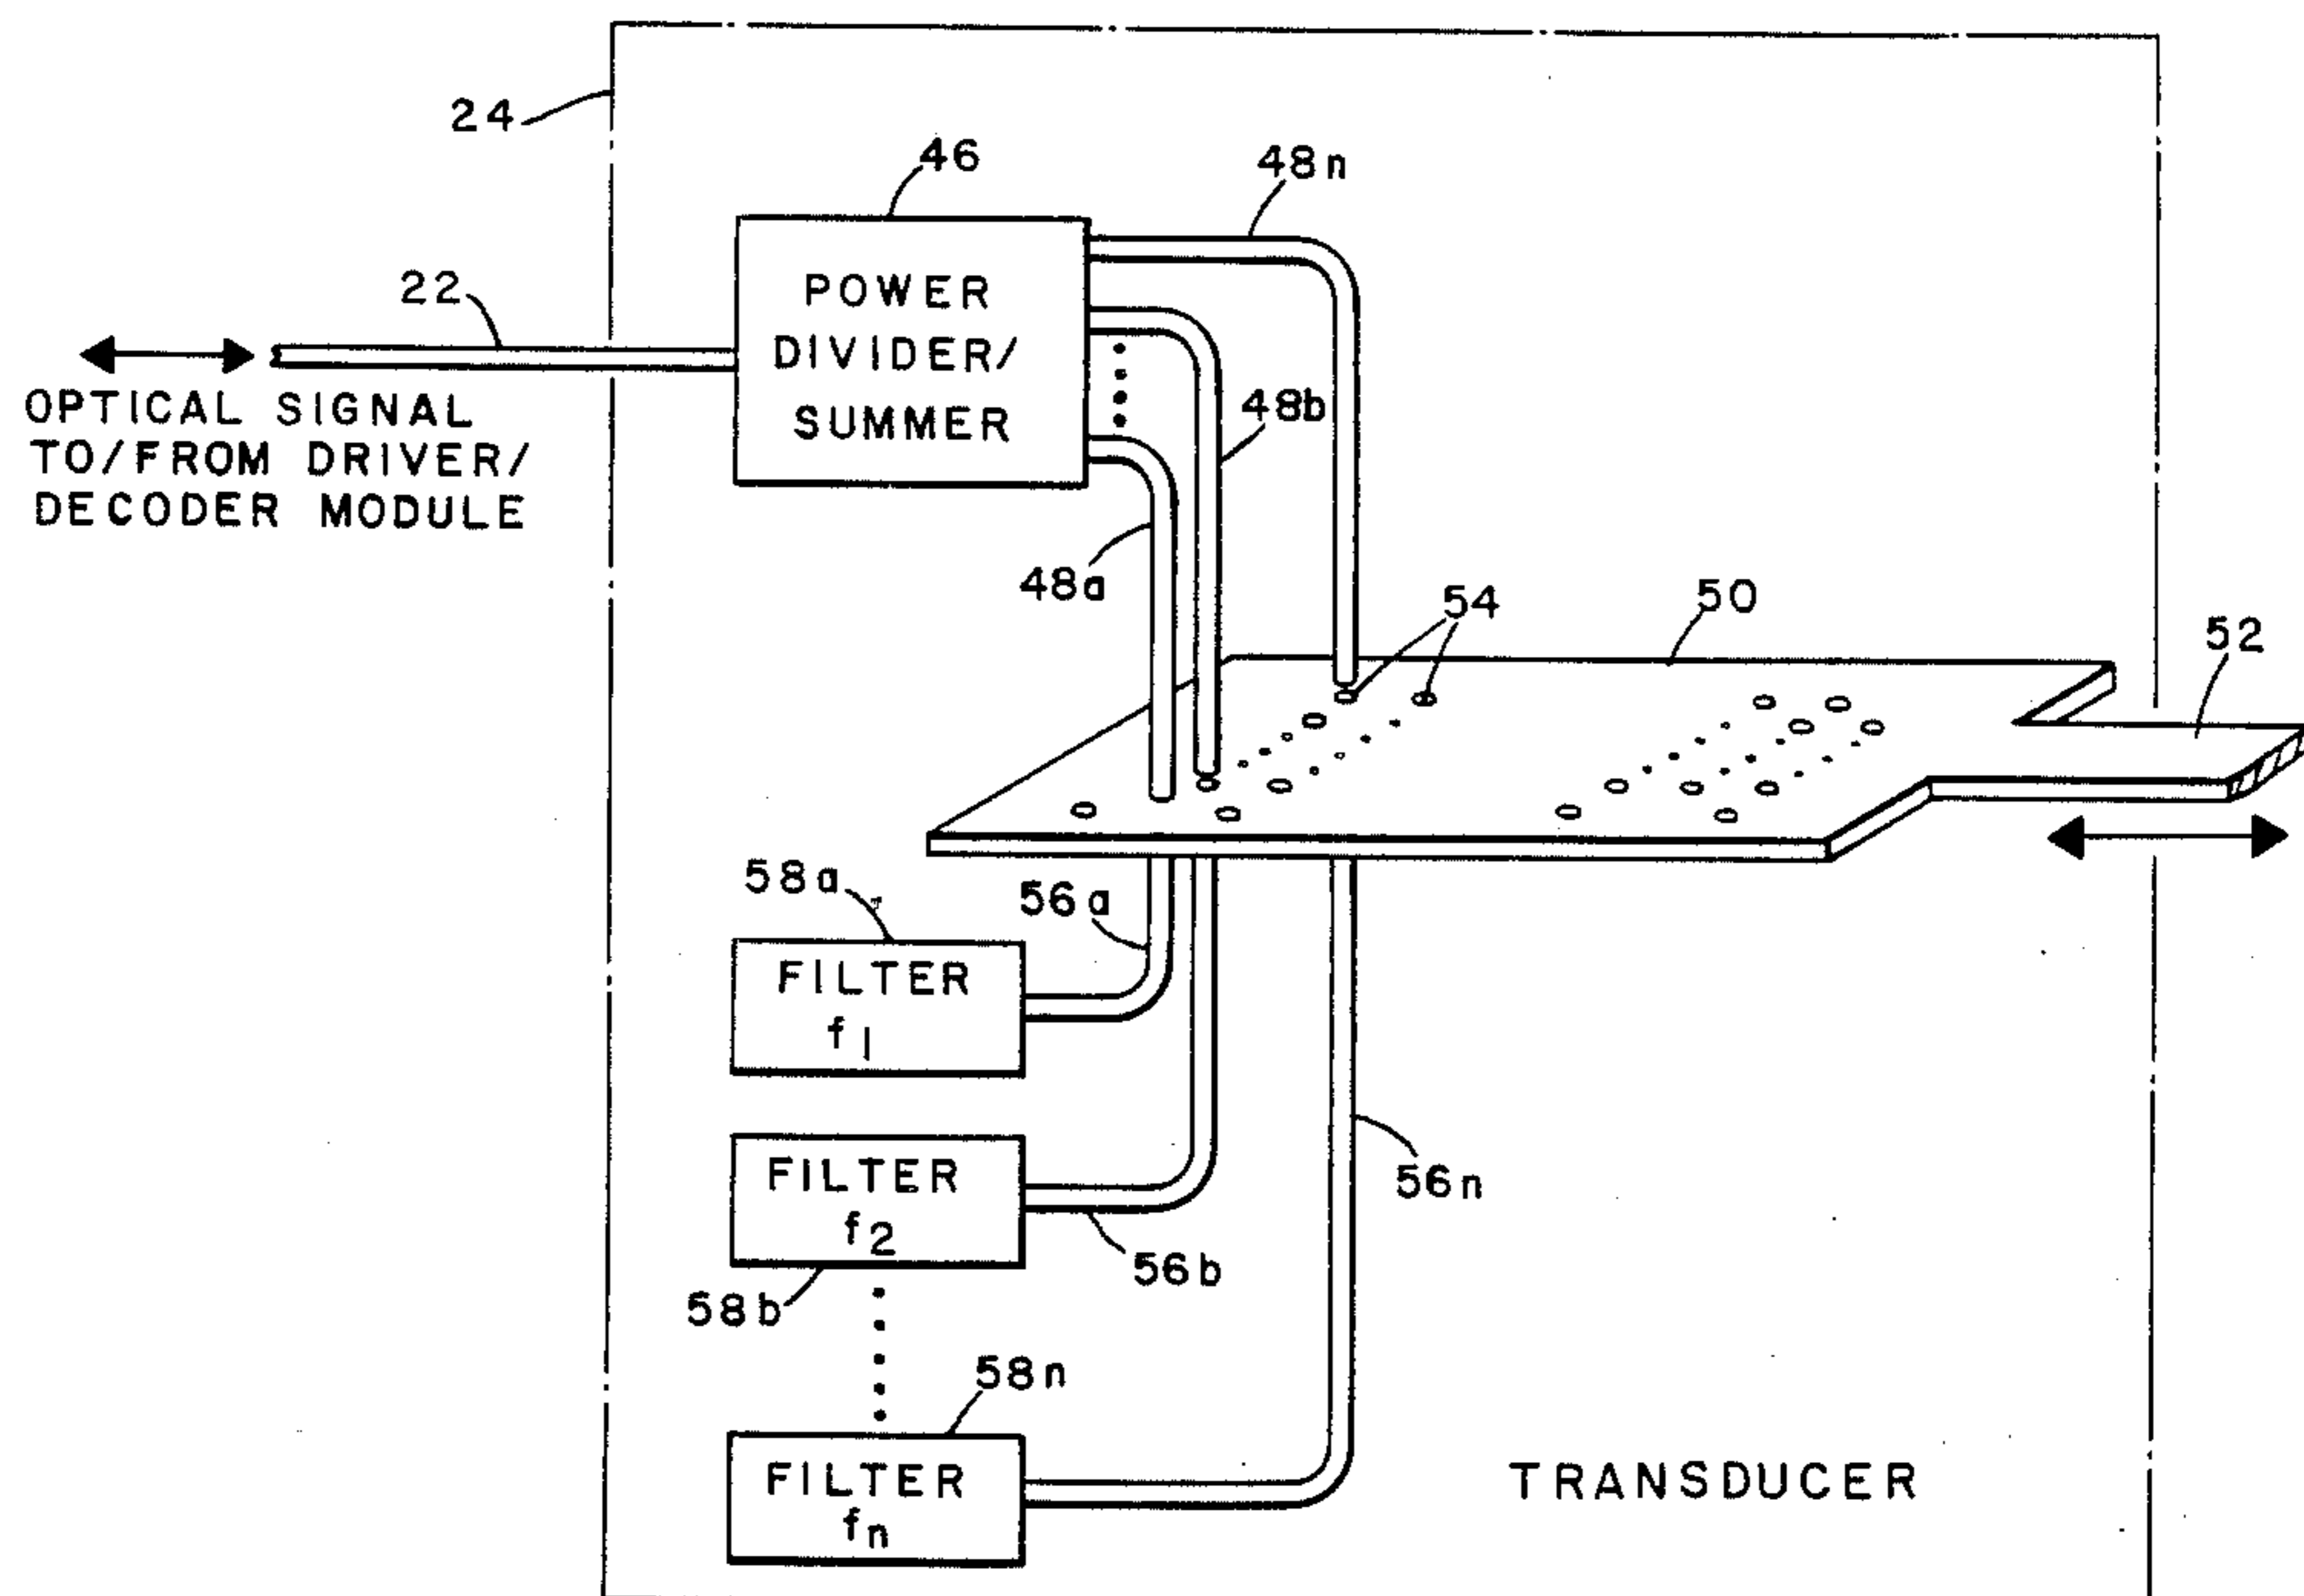 24
46
48n
22
POWER
DIVIDER/
SUMMER
OPTICAL SIGNAL
TO/FROM DRIVER/
DECODER MODULE
48b
48a
54
50
52
58a
56a
FILTER
f1
FILTER
f2
56n
56b
58b
58n
FILTER
fn
TRANSDUCER